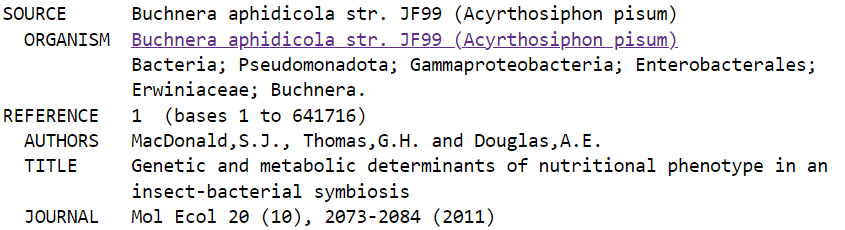 SOURCE      Buchnera aphidicola str. JF99 (Acyrthosiphon pisum)
  ORGANISM  Buchnera aphidicola str. JF99 (Acyrthosiphon pisum)
            Bacteria; Pseudomonadota; Gammaproteobacteria; Enterobacterales;
            Erwiniaceae; Buchnera.
REFERENCE   1  (bases 1 to 641716)
  AUTHORS   MacDonald,S.J., Thomas,G.H. and Douglas,A.E.
  TITLE     Genetic and metabolic determinants of nutritional phenotype in an
            insect-bacterial symbiosis
  JOURNAL   Mol Ecol 20 (10), 2073-2084 (2011)